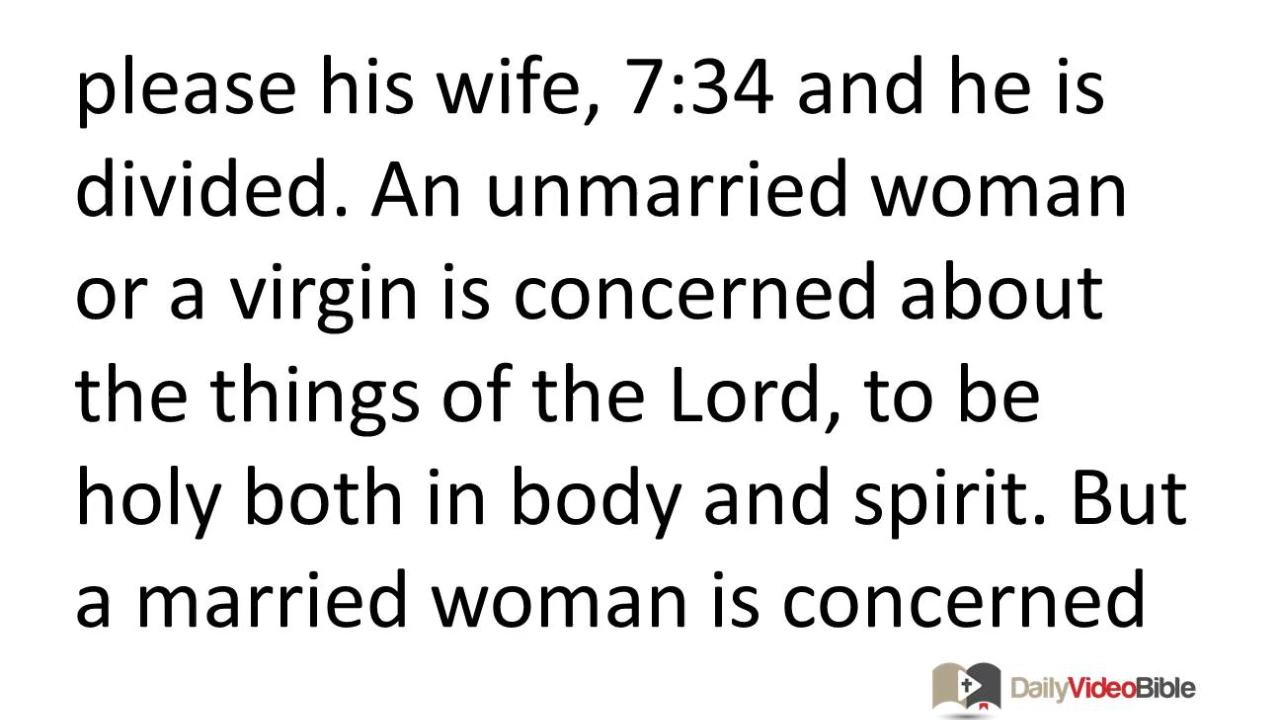 please his wife, 7:34 and he is
divided. An unmarried woman
or a virgin is concerned about
the things of the Lord, to be
holy both in body and spirit. But
a married woman is concerned
DailyVideoBible